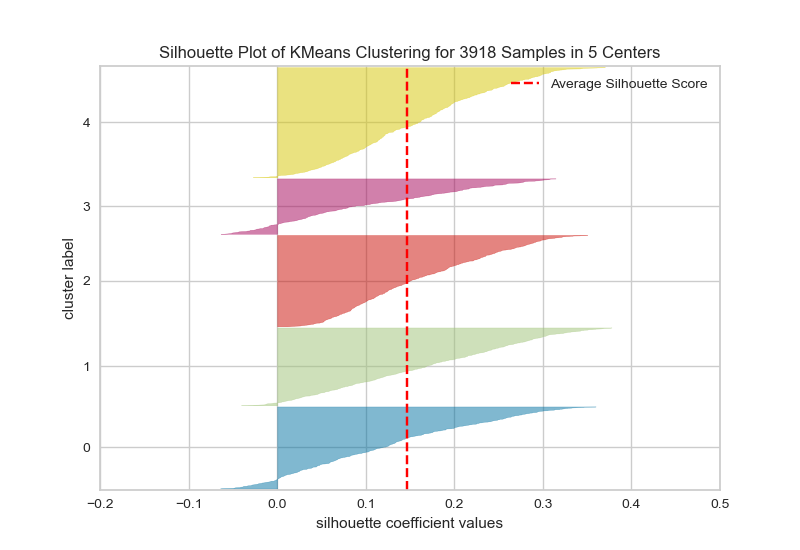 Silhouette Plot of KMeans Clustering for 3918 Samples in 5 Centers
Average Silhouette Score
4
3
2
1
0
cluster label
−0.2 −0.1 0.0 0.1 0.2 0.3 0.4 0.5
silhouette coefficient values